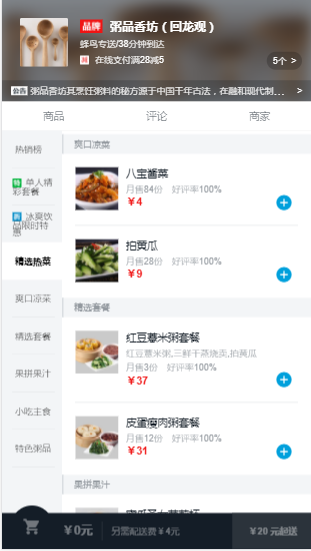 品牌 粥品香坊（回龙观）
蜂鸟专送/38分钟到达
减 在线支付满28减5
5个 >
公告 粥品香坊其烹饪粥料的秘方源于中国千年古法，在融和现代制... >
商品 评论 商家
热销榜
单人精彩套餐
冰爽饮品限时特惠
精选热菜
爽口凉菜
精选套餐
果拼果汁
小吃主食
特色粥品
爽口凉菜
八宝酱菜
月售84份 好评率100%
￥4
拍黄瓜
月售28份 好评率100%
￥9
精选套餐
红豆薏米粥套餐
红豆薏米粥,三鲜干蒸烧卖,拍黄瓜
月售3份 好评率100%
￥37
皮蛋瘦肉粥套餐
月售12份 好评率100%
￥31
果拼果汁
￥0元 另需配送费￥4元
￥20元起送